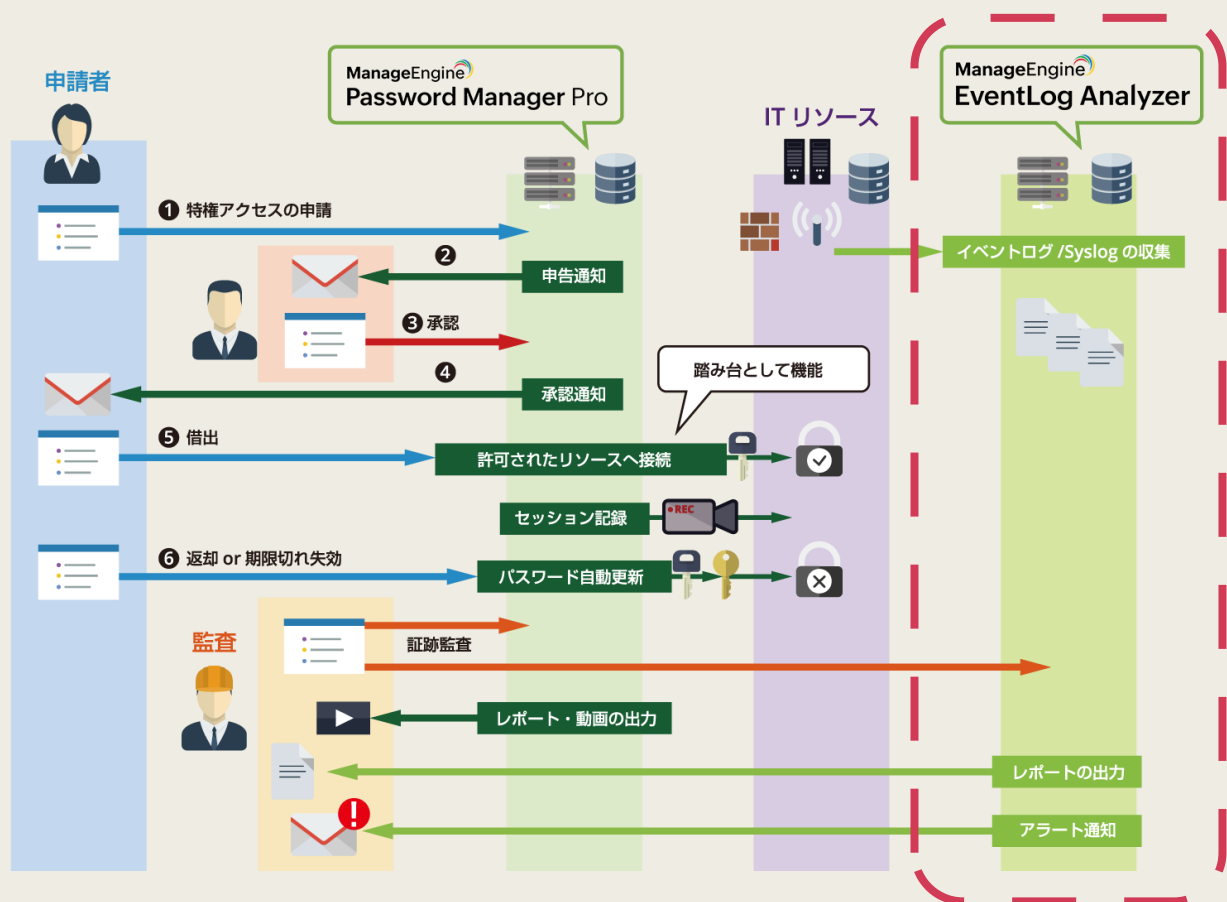 申請者
ManageEngine
Password Manager Pro
IT リソース
ManageEngine
EventLog Analyzer
❶ 特権アクセスの申請
❷
申告通知
イベントログ /Syslog の収集
❸ 承認
❹
承認通知
踏み台として機能
❺ 借出
許可されたリソースへ接続
セッション記録
REC
❻ 返却 or 期限切れ失効
パスワード自動更新
監査
証跡監査
レポート・動画の出力
レポートの出力
アラート通知